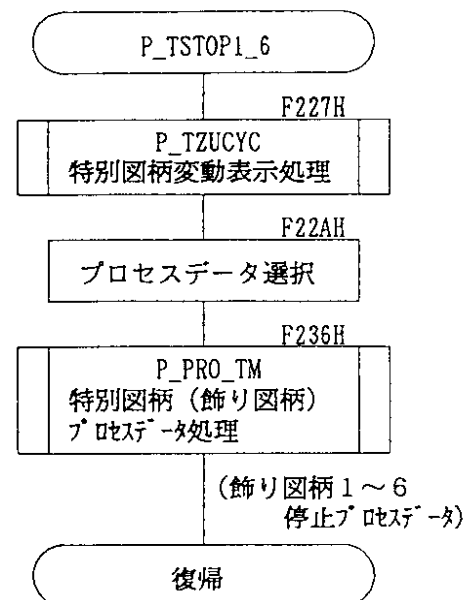 P_TSTOP1_6
F227H
P_TZUCYC
特別図柄変動表示処理
F22AH
プロセスデータ選択
F236H
P_PRO_TM
特別図柄（飾り図柄）
ﾌﾟﾛｾｽﾃﾞｰﾀ処理
（飾り図柄１～６
停止ﾌﾟﾛｾｽﾃﾞｰﾀ）
復帰